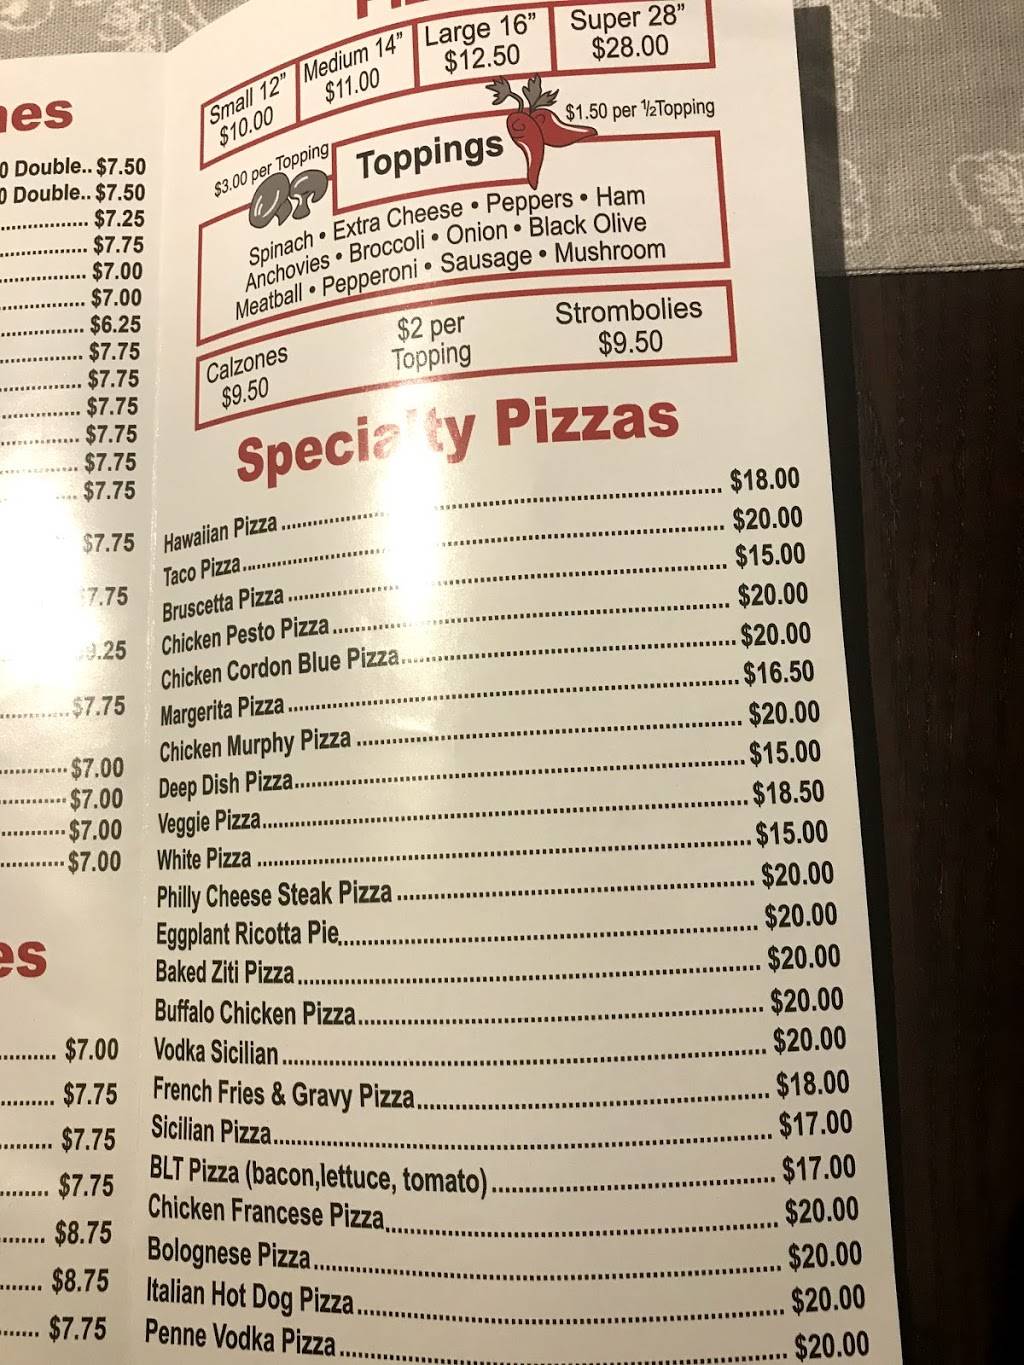 nes
0 Double.. $7.50
0 Double.. $7.50
$7.25
$7.75
$7.00
$7.00
$6.25
$7.75
$7.75
$7.75
$7.75
$7.75
$7.75
$7.75
7.75
9.25
$7.75
$7.00
$7.00
$7.00
$7.00
es
$7.00
$7.75
$7.75
$7.75
$8.75
$8.75
$7.75
Small 12” $10.00
Medium 14” $11.00
Large 16” $12.50
Super 28” $28.00
$3.00 per Topping
Toppings
$1.50 per ½Topping
Spinach • Extra Cheese • Peppers • Ham
Anchovies • Broccoli • Onion • Black Olive
Meatball • Pepperoni • Sausage • Mushroom
Calzones $9.50
$2 per Topping
Strombolies $9.50
Specialty Pizzas
Hawaiian Pizza $18.00
Taco Pizza $20.00
Bruscetta Pizza $15.00
Chicken Pesto Pizza $20.00
Chicken Cordon Blue Pizza $20.00
Margerita Pizza $16.50
Chicken Murphy Pizza $20.00
Deep Dish Pizza $15.00
Veggie Pizza $18.50
White Pizza $15.00
Philly Cheese Steak Pizza $20.00
Eggplant Ricotta Pie $20.00
Baked Ziti Pizza $20.00
Buffalo Chicken Pizza $20.00
Vodka Sicilian $20.00
French Fries & Gravy Pizza $18.00
Sicilian Pizza $17.00
BLT Pizza (bacon,lettuce, tomato) $17.00
Chicken Francese Pizza $20.00
Bolognese Pizza $20.00
Italian Hot Dog Pizza $20.00
Penne Vodka Pizza $20.00